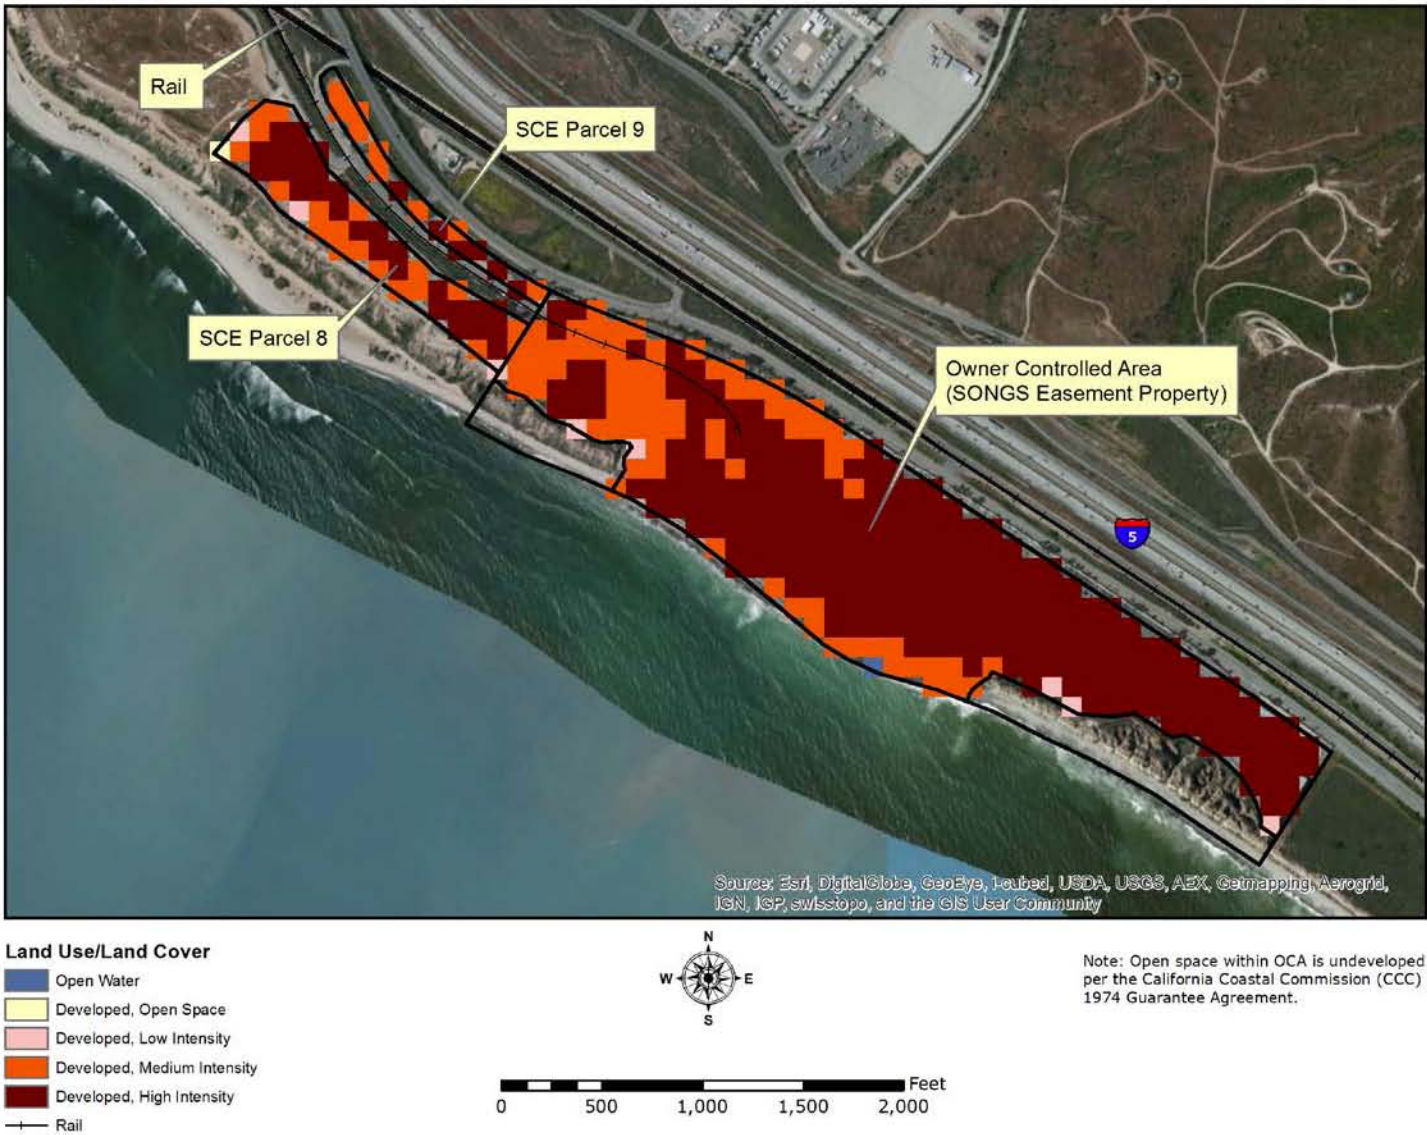 Rail
SCE Parcel 9
SCE Parcel 8
Owner Controlled Area
(SONGS Easement Property)
5
Source: Esri, DigitalGlobe, GeoEye, i-cubed, USDA, USGS, AEX, Getmapping, Aerogrid,
IGN, IGP, swisstopo, and the GIS User Community
Land Use/Land Cover
Open Water
Developed, Open Space
Developed, Low Intensity
Developed, Medium Intensity
Developed, High Intensity
Rail
N
W E
S
Feet
0 500 1,000 1,500 2,000
Note: Open space within OCA is undeveloped
per the California Coastal Commission (CCC)
1974 Guarantee Agreement.